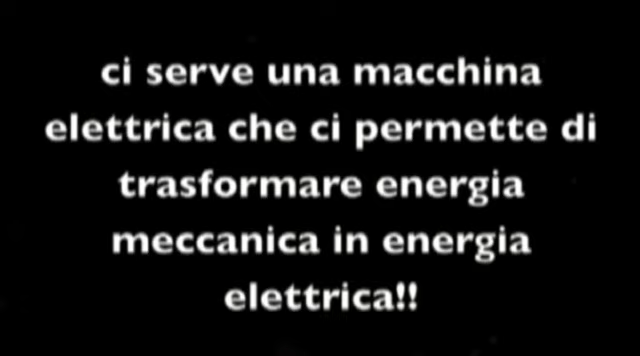 ci serve una macchina
elettrica che ci permette di
trasformare energia
meccanica in energia
elettrica!!